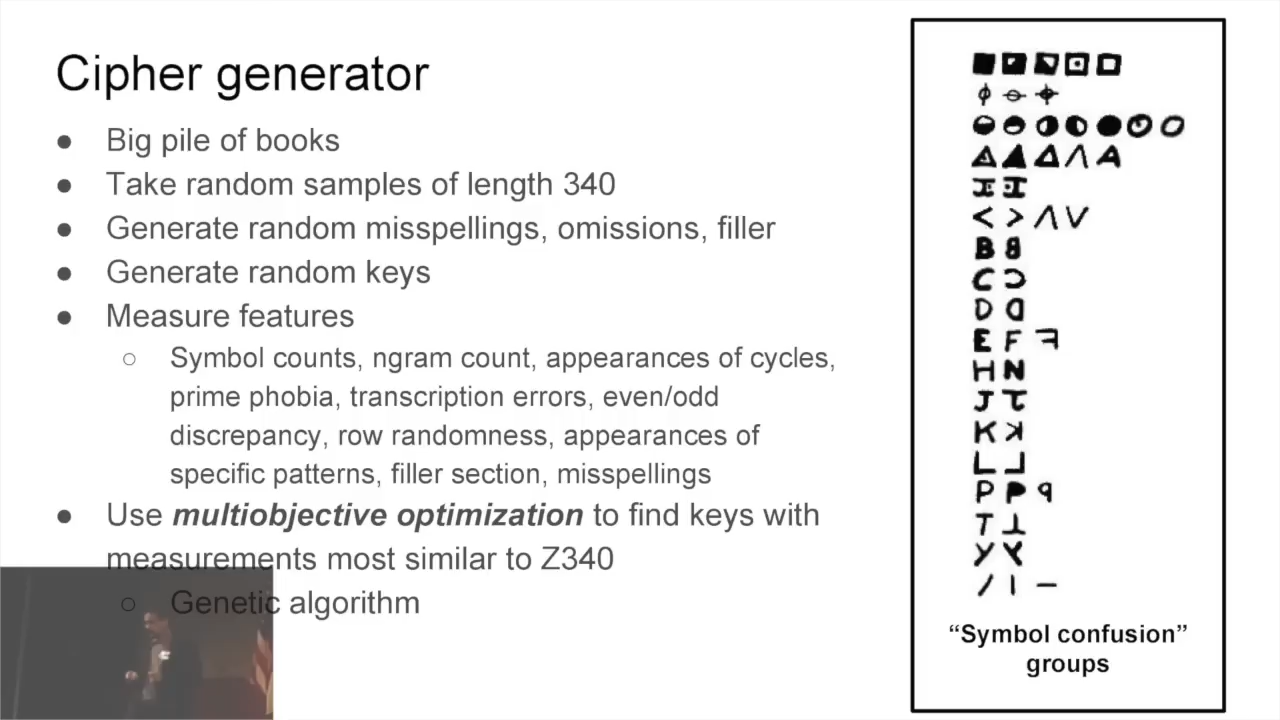 Cipher generator
● Big pile of books
● Take random samples of length 340
● Generate random misspellings, omissions, filler
● Generate random keys
● Measure features
○ Symbol counts, ngram count, appearances of cycles,
prime phobia, transcription errors, even/odd
discrepancy, row randomness, appearances of
specific patterns, filler section, misspellings
● Use multiobjective optimization to find keys with
measurements most similar to Z340
○ Genetic algorithm
B
C
D
E F
H N
J
K
L
P
T
Y
/ | –
“Symbol confusion”
groups